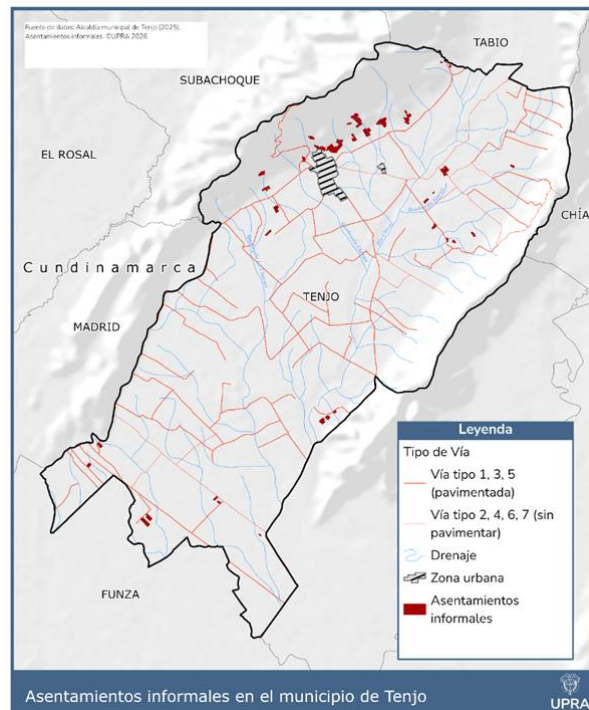 Fuente de datos: Alcaldía municipal de Tenjo (2025);
Asentamientos informales. ©UPRA 2026
TABIO
SUBACHOQUE
EL ROSAL
CHÍA
Cundinamarca
TENJO
MADRID
FUNZA
Leyenda
Tipo de Vía
Vía tipo 1, 3, 5
(pavimentada)
Vía tipo 2, 4, 6, 7 (sin
pavimentar)
Drenaje
Zona urbana
Asentamientos
informales
Asentamientos informales en el municipio de Tenjo
UPRA